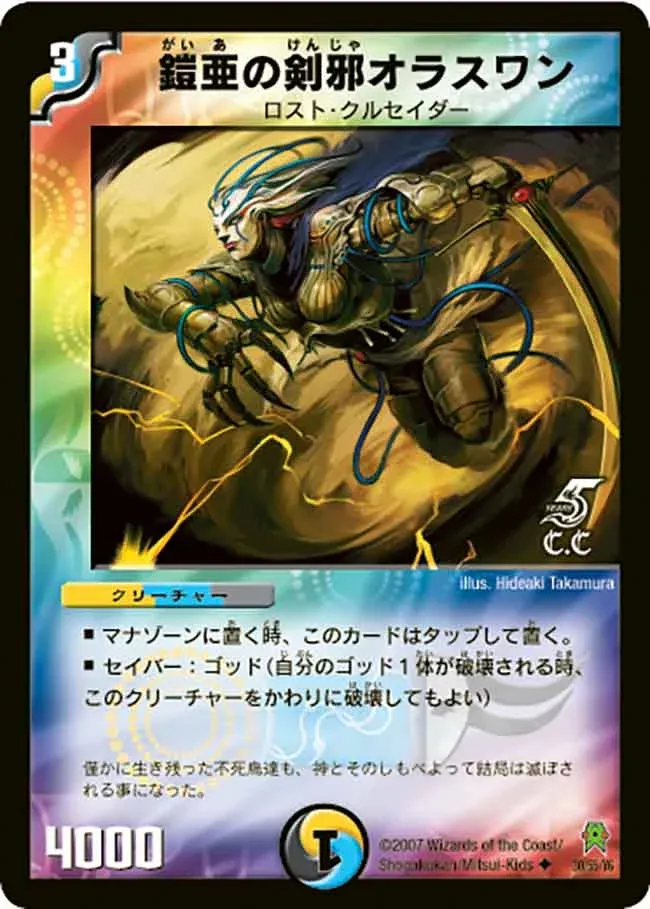 3
がいあ けんじゃ
鎧亜の剣邪オラスワン
ロスト・クルセイダー
5
YEARS
C.C
illus. Hideaki Takamura
クリーチャー
■ マナゾーンに置く時、このカードはタップして置く。
■ セイバー：ゴッド（自分のゴッド1体が破壊される時、
このクリーチャーをかわりに破壊してもよい）
僅かに生き残った不死鳥達も、神とそのしもべよって結局は滅ぼさ
れる事になった。
4000
1
©2007 Wizards of the Coast/
Shogakukan/Mitsui-Kids ◆
30/55・Y6